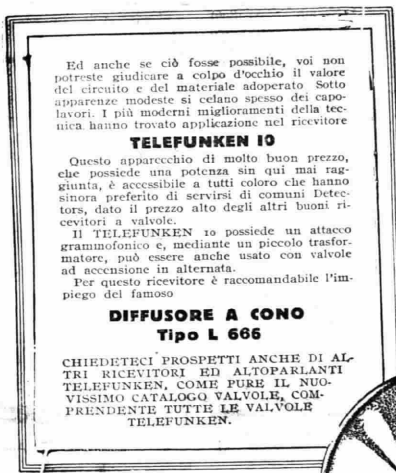 Ed anche se ciò fosse possibile, voi non
potreste giudicare a colpo d'occhio il valore
del circuito e del materiale adoperato Sotto
apparenze modeste si celano spesso dei capo-
lavori. I più moderni miglioramenti della tec-
nica hanno trovato applicazione nel ricevitore
TELEFUNKEN 10
Questo apparecchio di molto buon prezzo,
che possiede una potenza sin qui mai rag-
giunta, è accessibile a tutti coloro che hanno
sinora preferito di servirsi di comuni Detec-
tors, dato il prezzo alto degli altri buoni ri-
cevitori a valvole.
Il TELEFUNKEN 10 possiede un attacco
grammofonico e, mediante un piccolo trasfor-
matore, può essere anche usato con valvole
ad accensione in alternata.
Per questo ricevitore è raccomandabile l'im-
piego del famoso
DIFFUSORE A CONO
Tipo L 666
CHIEDETECI PROSPETTI ANCHE DI AL-
TRI RICEVITORI ED ALTOPARLANTI
TELEFUNKEN, COME PURE IL NUO-
VISSIMO CATALOGO VALVOLE, COM-
PRENDENTE TUTTE LE VALVOLE
TELEFUNKEN.